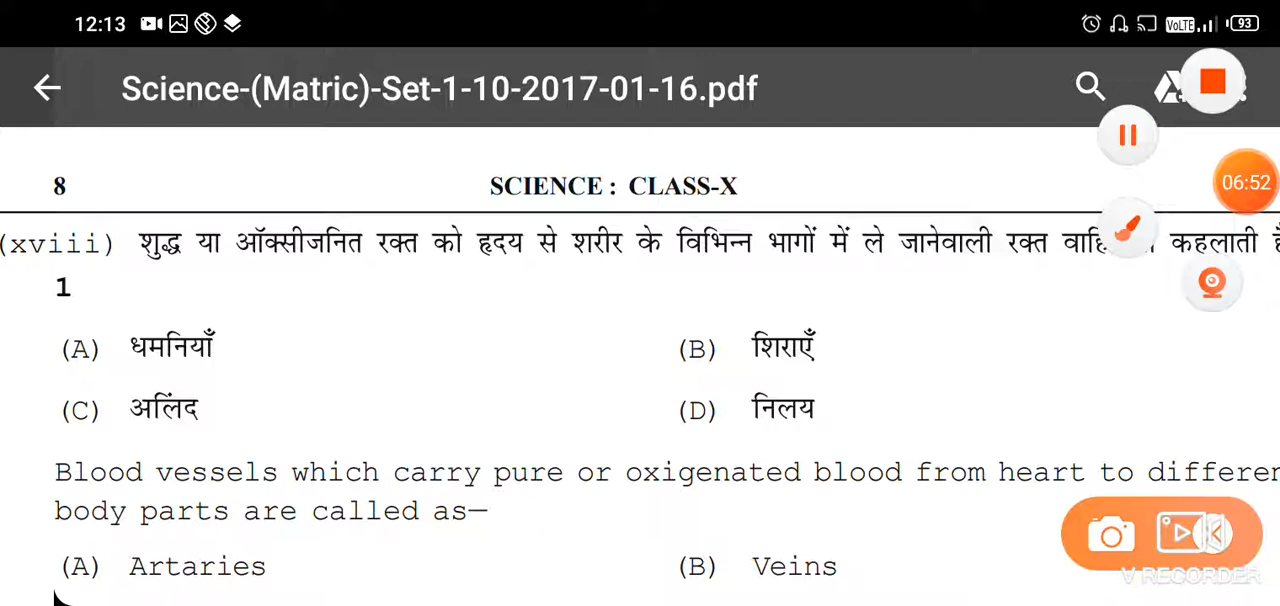 12:13 VoLTE 93
Science-(Matric)-Set-1-10-2017-01-16.pdf
06:52
8 SCIENCE : CLASS-X
(xviii) शुद्ध या ऑक्सीजनित रक्त को हृदय से शरीर के विभिन्न भागों में ले जानेवाली रक्त कहलाती
1
(A) धमनियाँ (B) शिराएँ
(C) अलिंद (D) निलय
Blood vessels which carry pure or oxigenated blood from heart to
body parts are called as—
(A) Artaries (B) Veins
V RECORDER